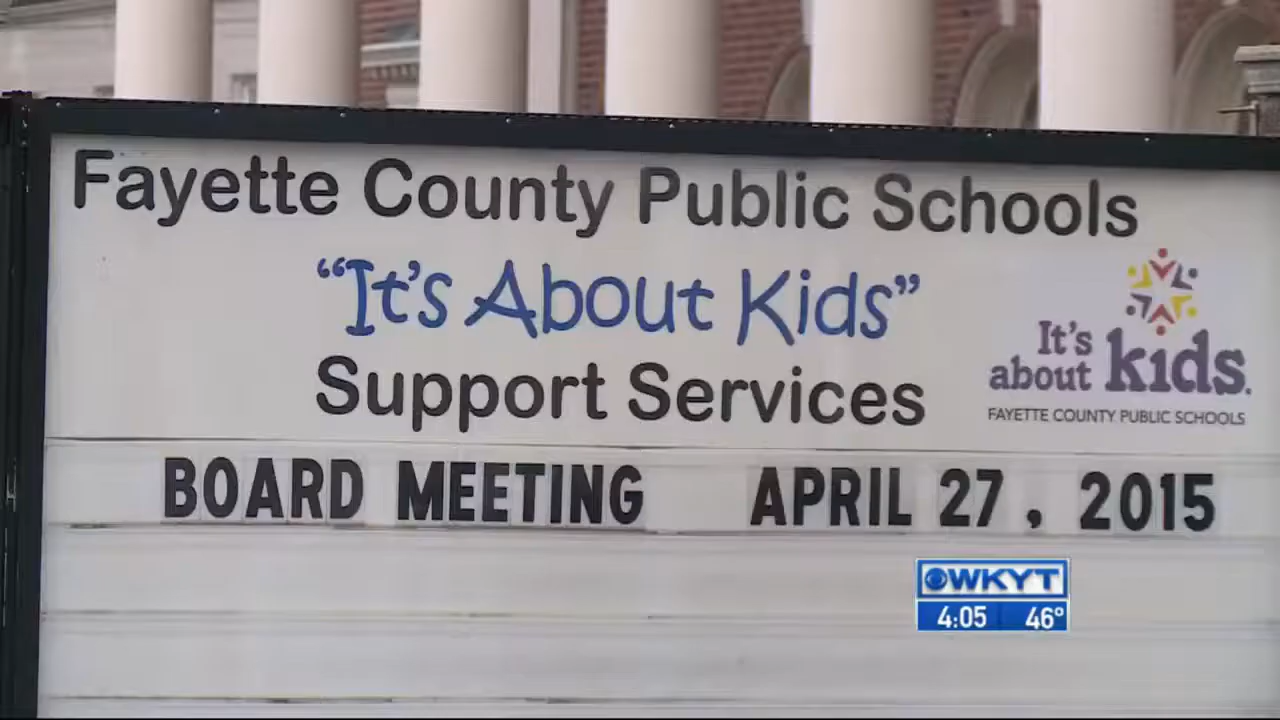 Fayette County Public Schools
“It's About Kids”
Support Services
It's
about kids.
FAYETTE COUNTY PUBLIC SCHOOLS
BOARD MEETING APRIL 27, 2015
WKYT
4:05 46°